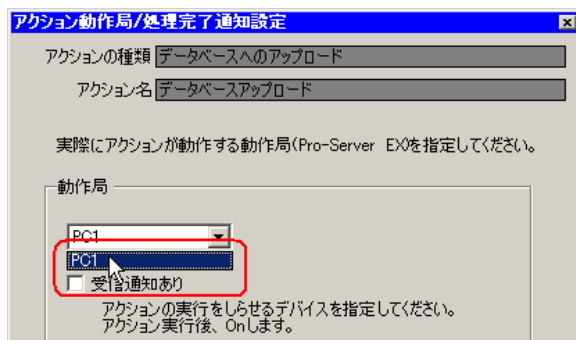 アクション動作局/処理完了通知設定
アクションの種類 データベースへのアップロード
アクション名 データベースアップロード
実際にアクションが動作する動作局(Pro-Server EX)を指定してください。
動作局
PC1
PC1
受信通知あり
アクションの実行をしらせるデバイスを指定してください。
アクション実行後、Onします。